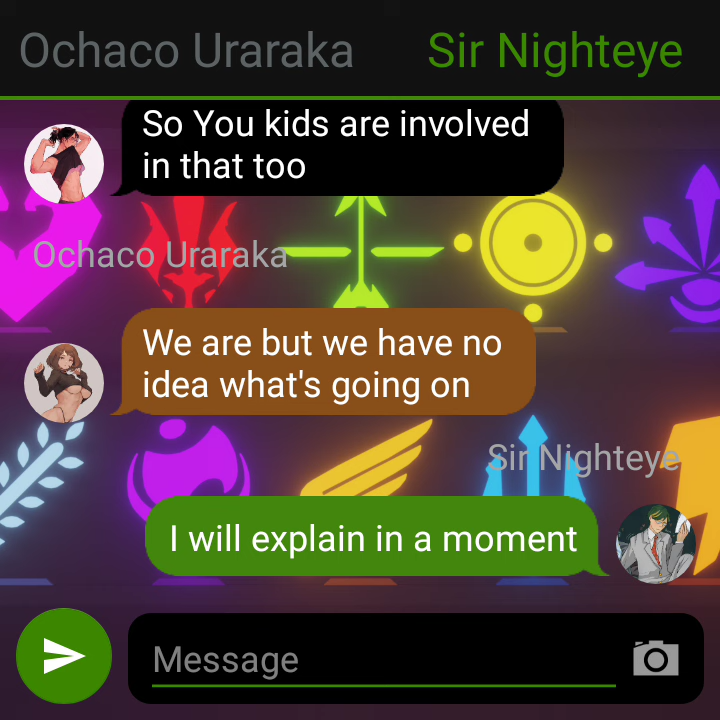 Ochaco Uraraka Sir Nighteye
So You kids are involved
in that too
Ochaco Uraraka
We are but we have no
idea what's going on
Sir Nighteye
I will explain in a moment
Message